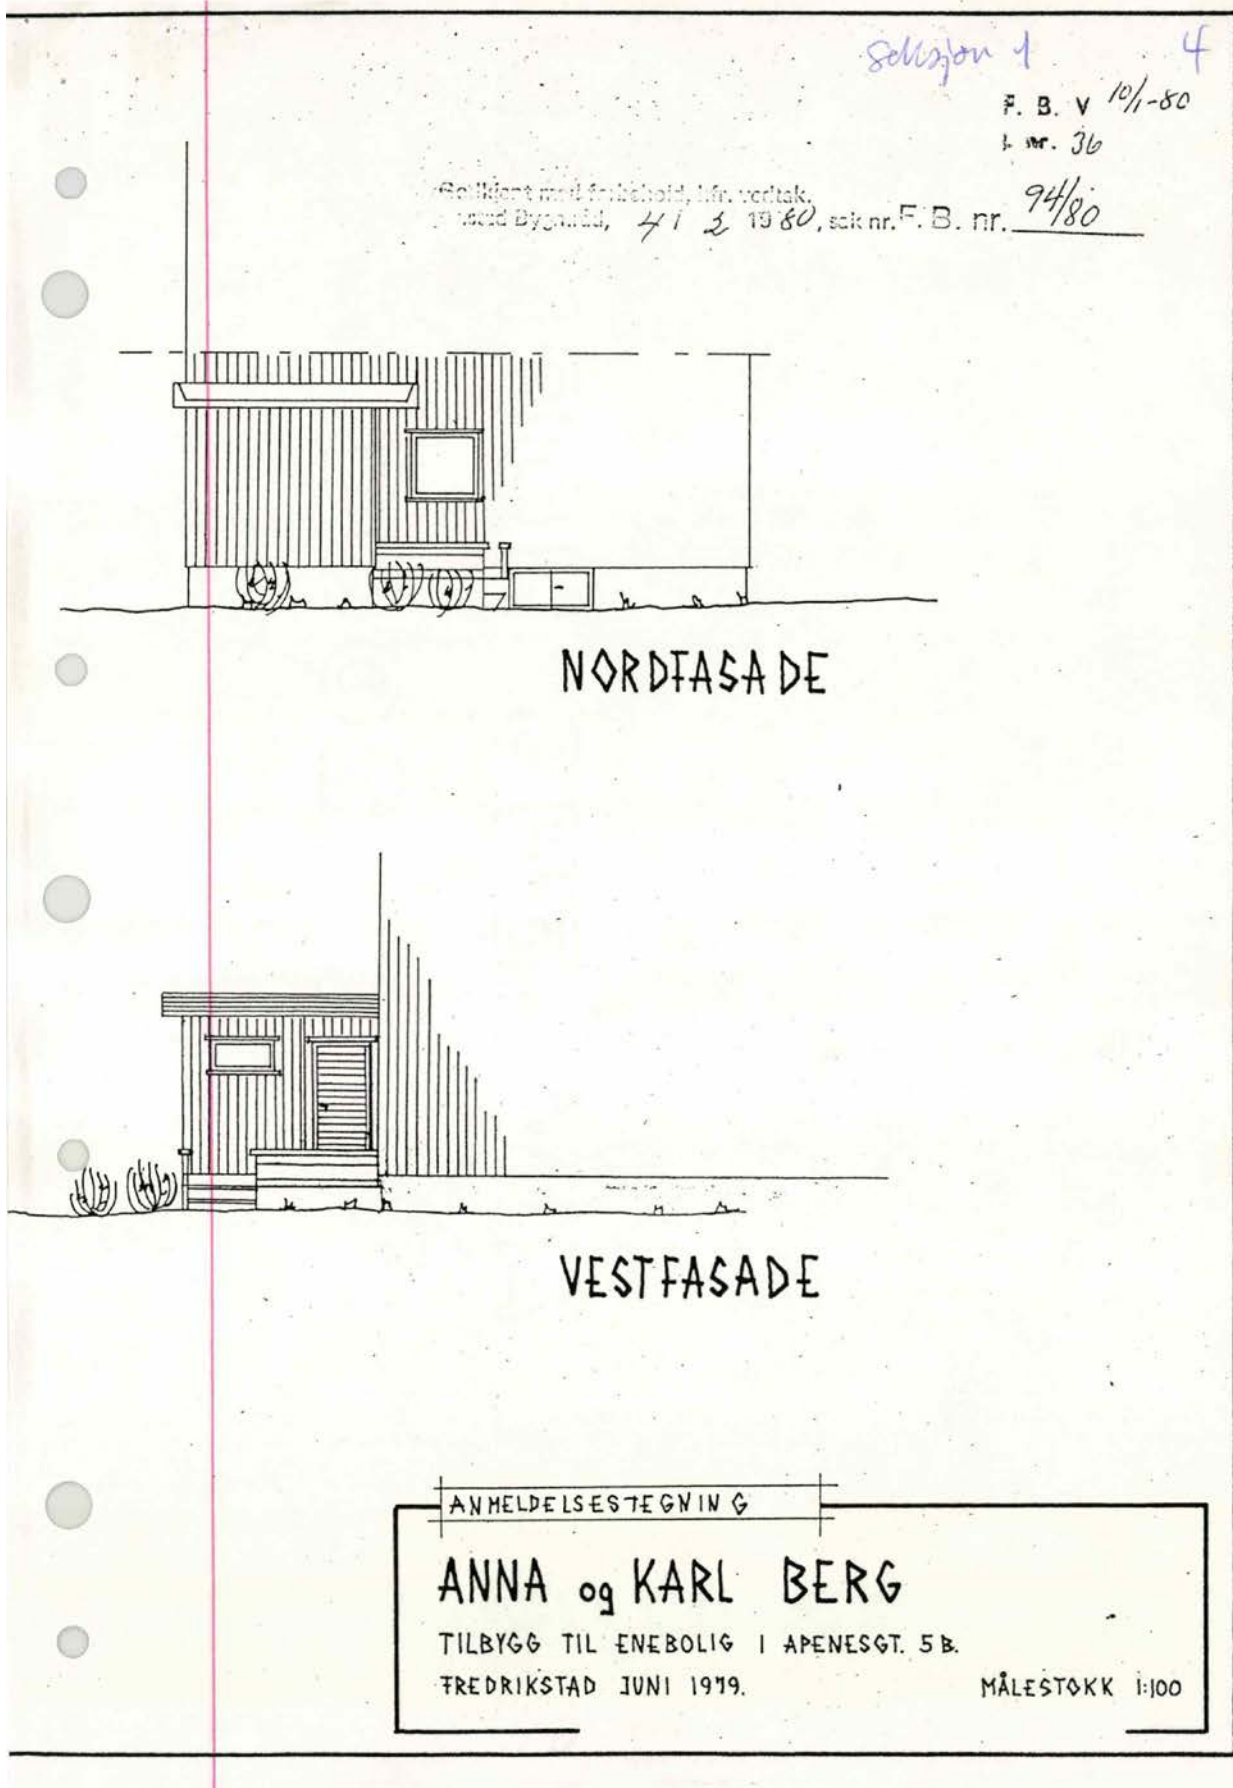 seksjon 1 4
F. B. V 10/1-80
nr. 36
Godkjent med forbehold, jfr. vedtak.
Bygnråd, 4 / 2 1980, sak nr. F. B. nr. 94/80
NORDFASADE
VESTFASADE
ANMELDELSESTEGNING
ANNA og KARL BERG
TILBYGG TIL ENEBOLIG I APENESGT. 5 B.
FREDRIKSTAD JUNI 1979.
MÅLESTOKK 1:100